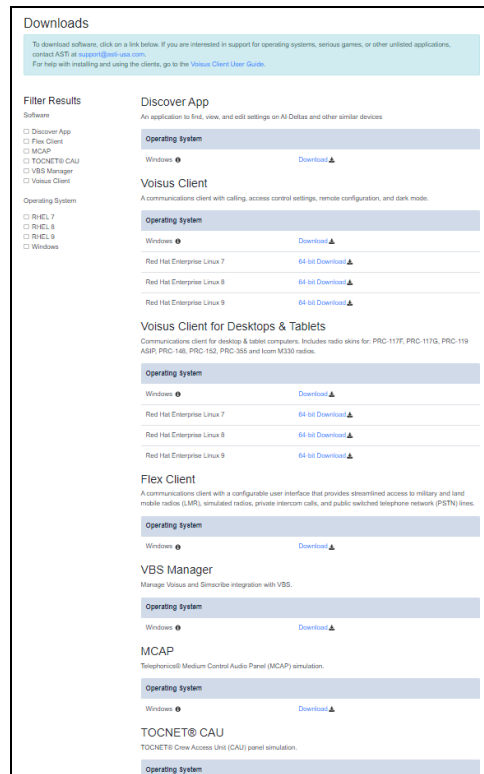 Downloads
To download software, click on a link below. If you are interested in support for operating systems, serious games, or other unlisted applications,
contact ASTi at support@asti-usa.com.
For help with installing and using the clients, go to the Voisus Client User Guide.
Filter Results
Software
Discover App
Flex Client
MCAP
TOCNET® CAU
VBS Manager
Voisus Client
Operating System
RHEL 7
RHEL 8
RHEL 9
Windows
Discover App
An application to find, view, and edit settings on AI-Deltas and other similar devices
Operating System
Windows Download
Voisus Client
A communications client with calling, access control settings, remote configuration, and dark mode.
Operating System
Windows Download
Red Hat Enterprise Linux 7 64-bit Download
Red Hat Enterprise Linux 8 64-bit Download
Red Hat Enterprise Linux 9 64-bit Download
Voisus Client for Desktops & Tablets
Communications client for desktop & tablet computers. Includes radio skins for: PRC-117F, PRC-117G, PRC-119
ASIP, PRC-148, PRC-152, PRC-355 and Icom M330 radios.
Operating System
Windows Download
Red Hat Enterprise Linux 7 64-bit Download
Red Hat Enterprise Linux 8 64-bit Download
Red Hat Enterprise Linux 9 64-bit Download
Flex Client
A communications client with a configurable user interface that provides streamlined access to military and land
mobile radios (LMR), simulated radios, private intercom calls, and public switched telephone network (PSTN) lines.
Operating System
Windows Download
VBS Manager
Manage Voisus and Simscribe integration with VBS.
Operating System
Windows Download
MCAP
Telephonics® Medium Control Audio Panel (MCAP) simulation.
Operating System
Windows Download
TOCNET® CAU
TOCNET® Crew Access Unit (CAU) panel simulation.
Operating System